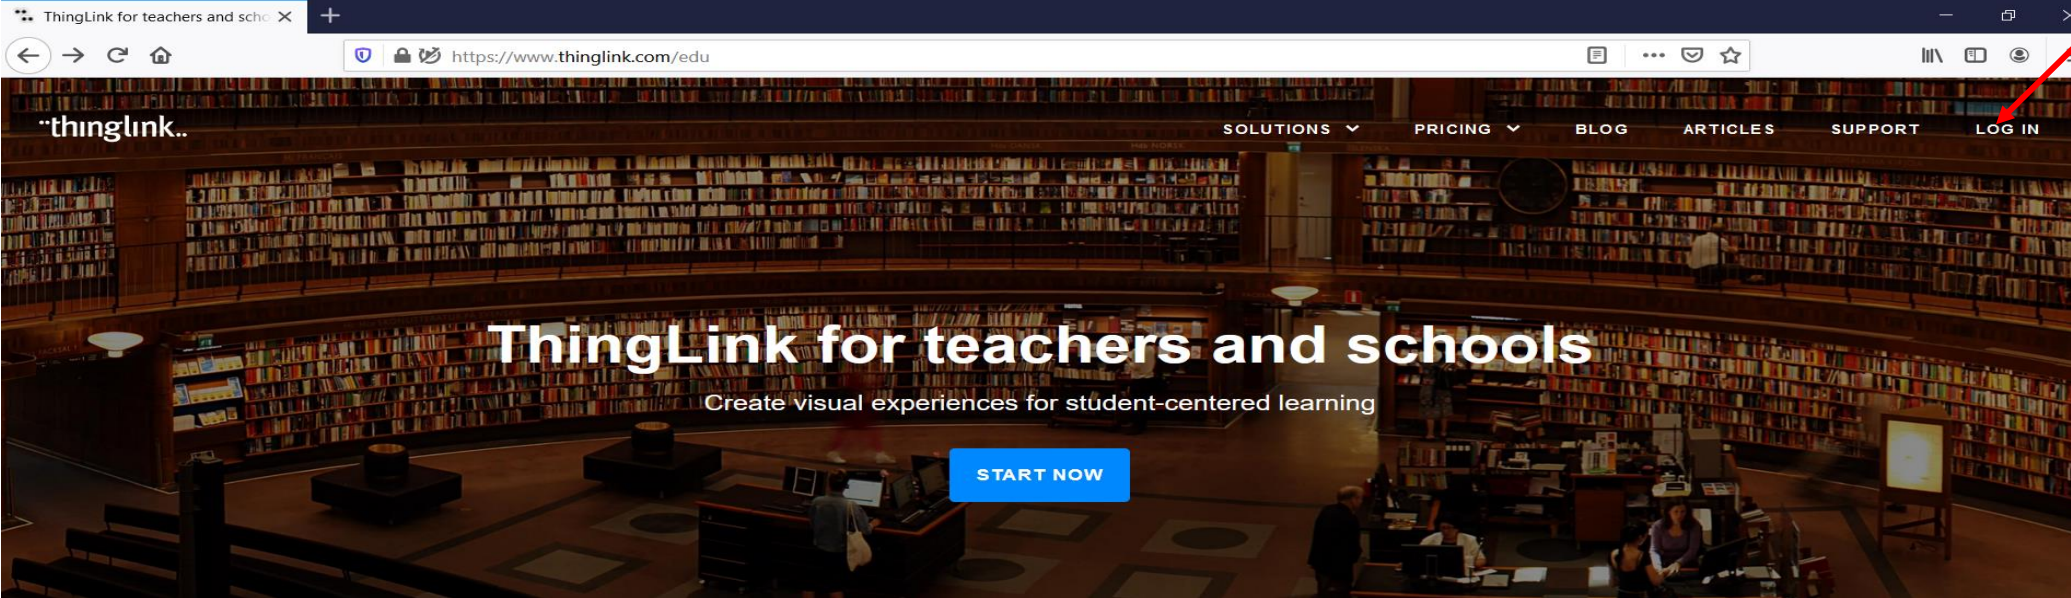 ThingLink for teachers and scho
https://www.thinglink.com/edu
thinglink..
SOLUTIONS PRICING BLOG ARTICLES SUPPORT LOG IN
ThingLink for teachers and schools
Create visual experiences for student-centered learning
START NOW